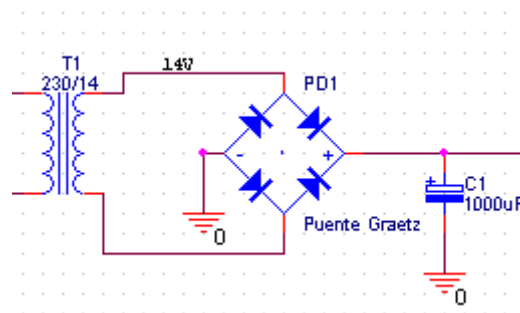 T1
230/14
14V
PD1
-
+
Puente Graetz
0
+
C1
1000uF
0